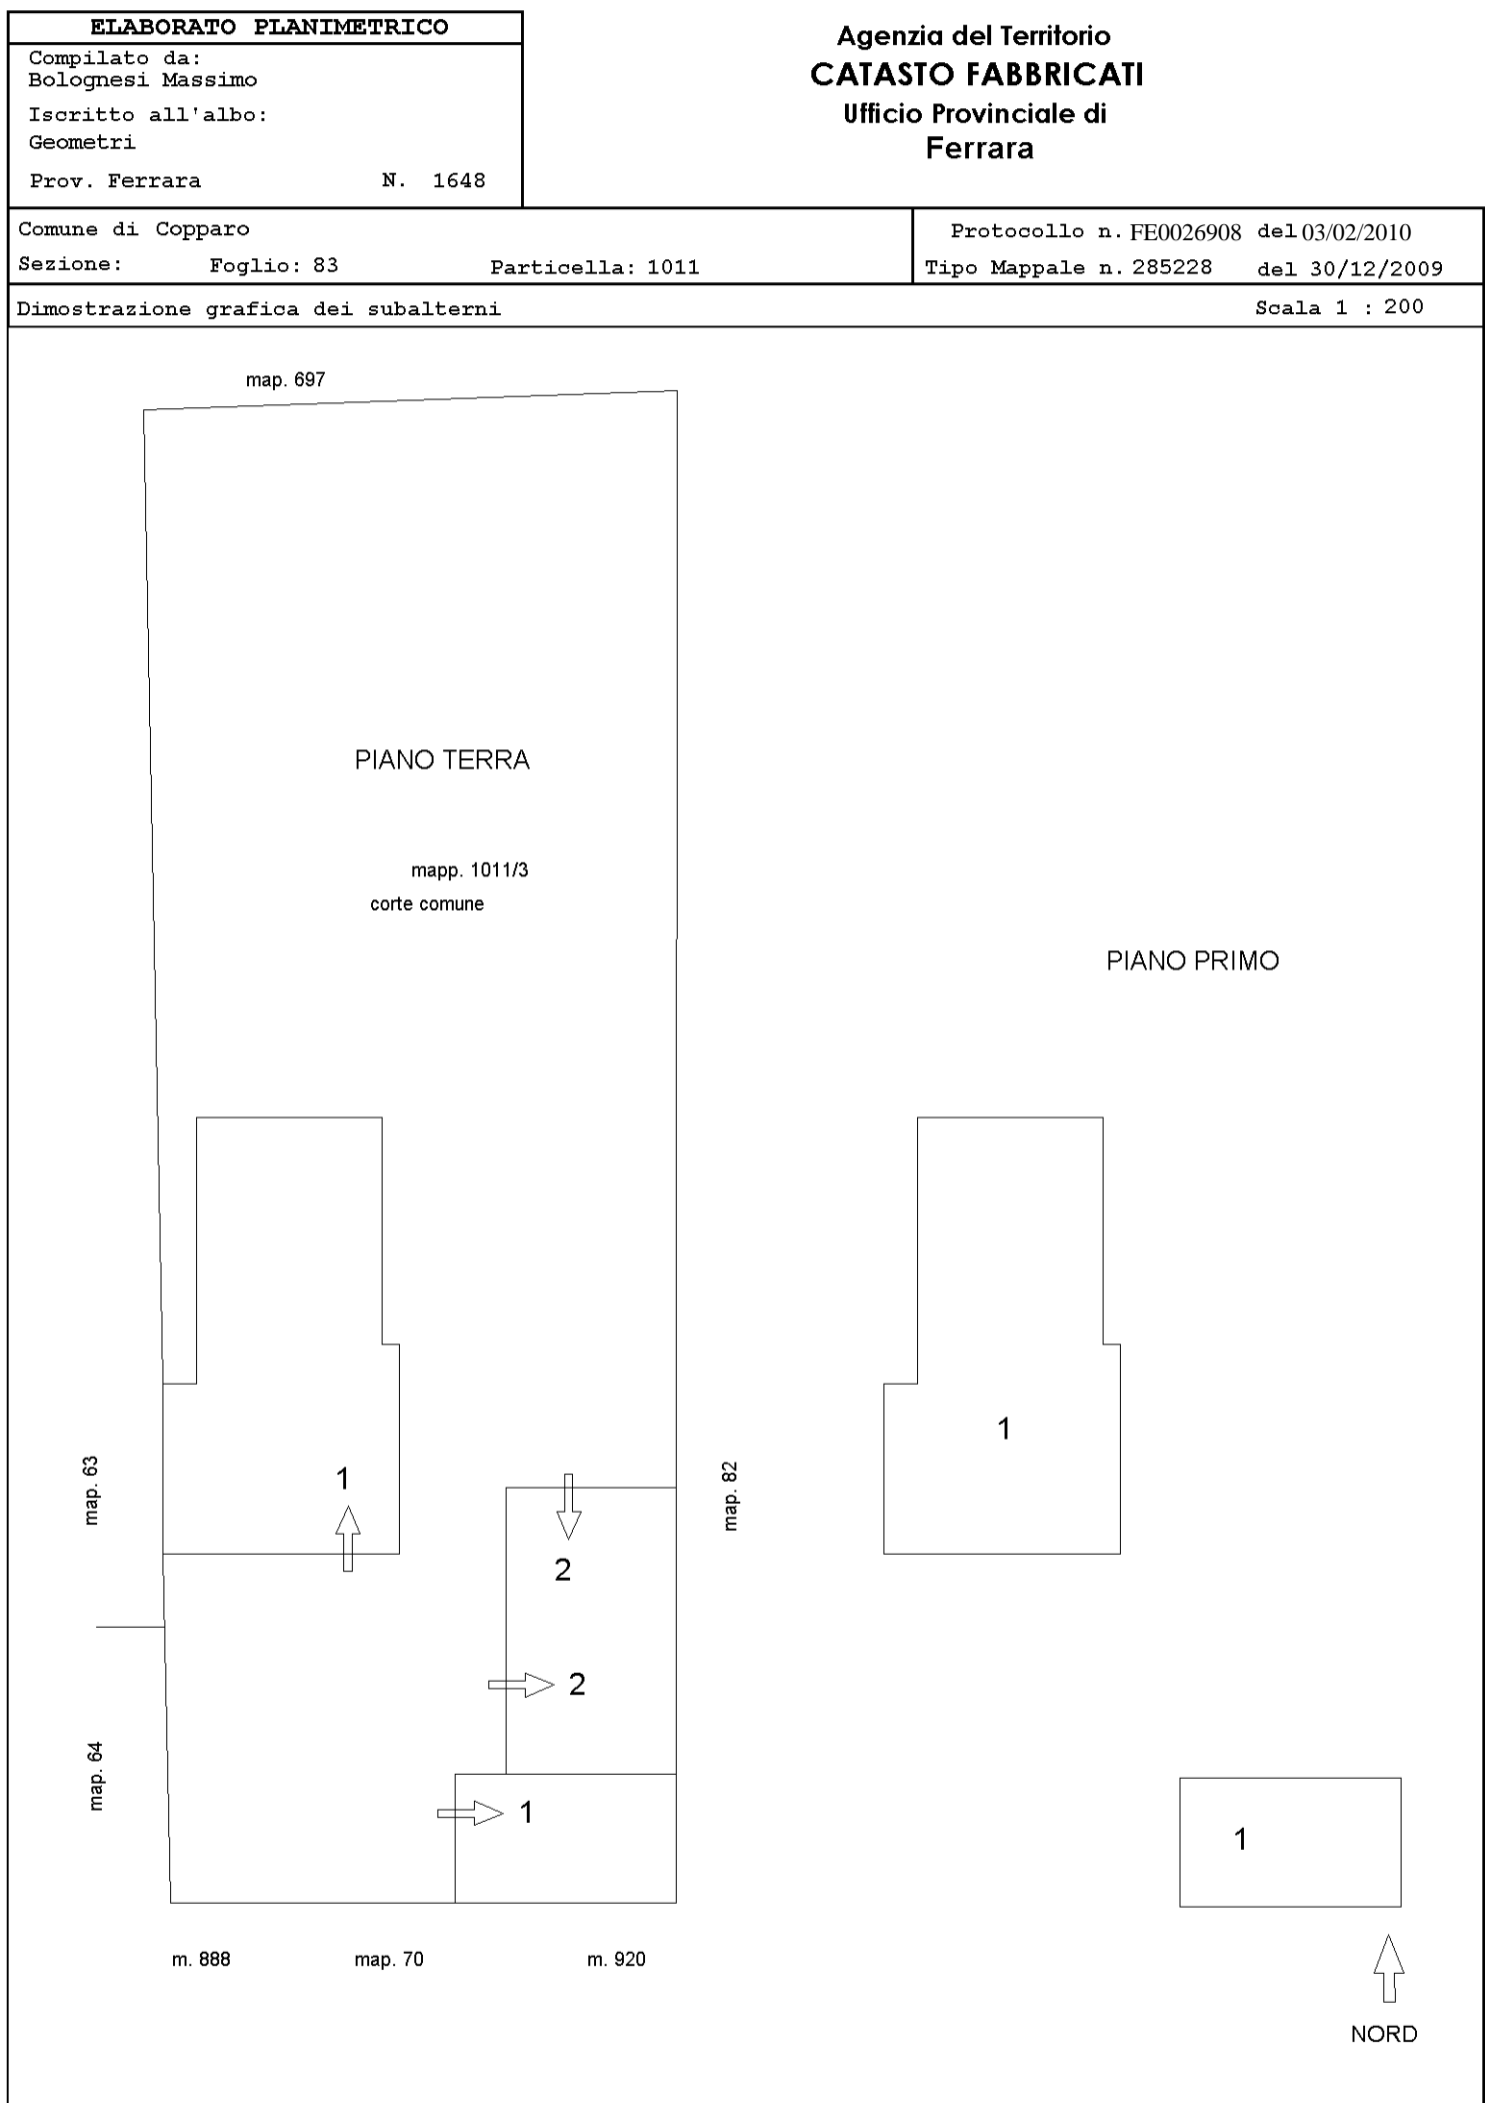 ELABORATO PLANIMETRICO
Compilato da:
Bolognesi Massimo
Iscritto all'albo:
Geometri
Prov. Ferrara N. 1648
Agenzia del Territorio
CATASTO FABBRICATI
Ufficio Provinciale di
Ferrara
Comune di Copparo
Sezione: Foglio: 83 Particella: 1011
Protocollo n. FE0026908 del 03/02/2010
Tipo Mappale n. 285228 del 30/12/2009
Dimostrazione grafica dei subalterni Scala 1 : 200
map. 697
PIANO TERRA
mapp. 1011/3
corte comune
PIANO PRIMO
1
map. 63
1
map. 82
2
2
map. 64
1
1
m. 888 map. 70 m. 920
NORD